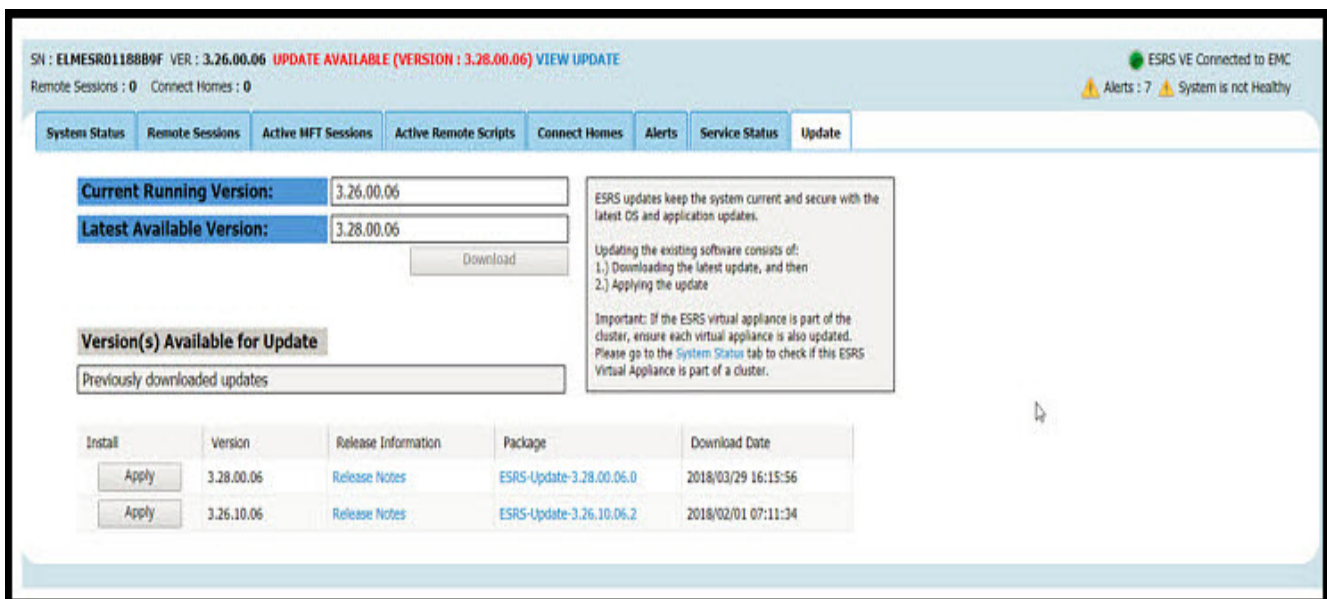 SN : ELMESR01188B9F VER : 3.26.00.06 UPDATE AVAILABLE (VERSION : 3.28.00.06) VIEW UPDATE
ESRS VE Connected to EMC
Remote Sessions : 0 Connect Homes : 0
Alerts : 7 System is not Healthy
System Status Remote Sessions Active MFT Sessions Active Remote Scripts Connect Homes Alerts Service Status Update
Current Running Version: 3.26.00.06
Latest Available Version: 3.28.00.06
Download
ESRS updates keep the system current and secure with the
latest OS and application updates.
Updating the existing software consists of:
1.) Downloading the latest update, and then
2.) Applying the update
Important: If the ESRS virtual appliance is part of the
cluster, ensure each virtual appliance is also updated.
Please go to the System Status tab to check if this ESRS
Virtual Appliance is part of a cluster.
Version(s) Available for Update
Previously downloaded updates
Install Version Release Information Package Download Date
Apply 3.28.00.06 Release Notes ESRS-Update-3.28.00.06.0 2018/03/29 16:15:56
Apply 3.26.10.06 Release Notes ESRS-Update-3.26.10.06.2 2018/02/01 07:11:34